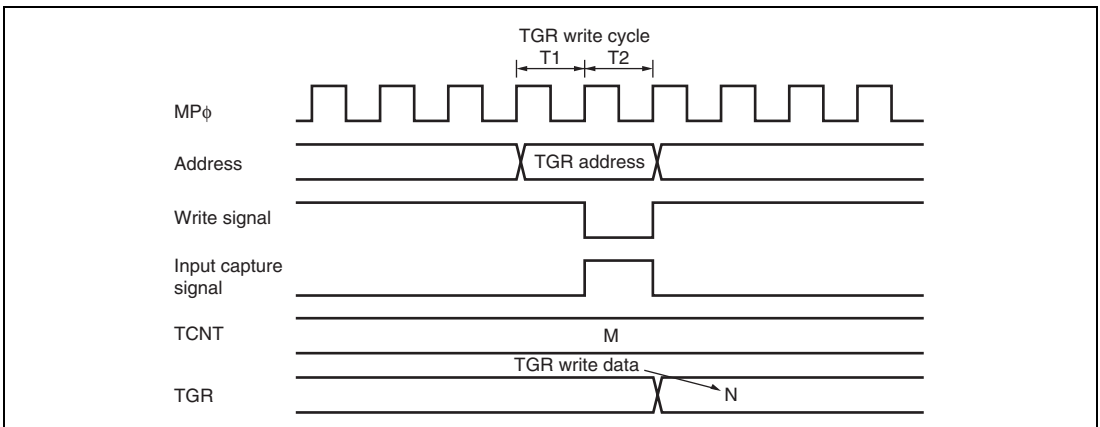 TGR write cycle
T1 T2
MPϕ
Address
TGR address
Write signal
Input capture
signal
TCNT
M
TGR write data
TGR
N